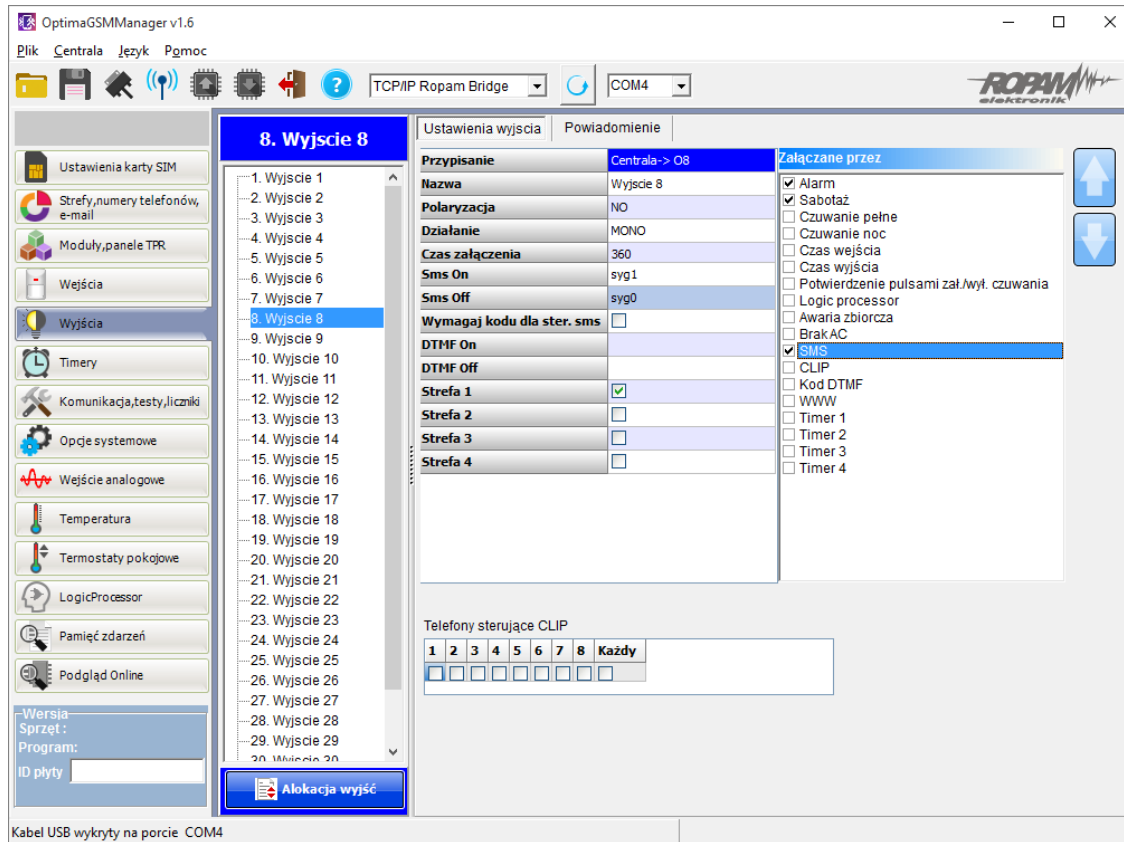 OptimaGSMManager v1.6
Plik Centrala Język Pomoc
TCP/IP Ropam Bridge
COM4
ROPAM
elektronik
Ustawienia karty SIM
Strefy,numery telefonów,
e-mail
Moduły,panele TPR
Wejścia
Wyjścia
Timery
Komunikacja,testy,liczniki
Opcje systemowe
Wejście analogowe
Temperatura
Termostaty pokojowe
LogicProcessor
Pamięć zdarzeń
Podgląd Online
Wersja
Sprzęt :
Program:
ID płyty
8. Wyjscie 8
1. Wyjscie 1
2. Wyjscie 2
3. Wyjscie 3
4. Wyjscie 4
5. Wyjscie 5
6. Wyjscie 6
7. Wyjscie 7
8. Wyjscie 8
9. Wyjscie 9
10. Wyjscie 10
11. Wyjscie 11
12. Wyjscie 12
13. Wyjscie 13
14. Wyjscie 14
15. Wyjscie 15
16. Wyjscie 16
17. Wyjscie 17
18. Wyjscie 18
19. Wyjscie 19
20. Wyjscie 20
21. Wyjscie 21
22. Wyjscie 22
23. Wyjscie 23
24. Wyjscie 24
25. Wyjscie 25
26. Wyjscie 26
27. Wyjscie 27
28. Wyjscie 28
29. Wyjscie 29
30. Wyjscie 30
Alokacja wyjść
Ustawienia wyjscia Powiadomienie
Przypisanie Centrala-> O8
Nazwa Wyjscie 8
Polaryzacja NO
Działanie MONO
Czas załączenia 360
Sms On syg1
Sms Off syg0
Wymagaj kodu dla ster. sms
DTMF On
DTMF Off
Strefa 1
Strefa 2
Strefa 3
Strefa 4
Załączane przez
Alarm
Sabotaż
Czuwanie pełne
Czuwanie noc
Czas wejścia
Czas wyjścia
Potwierdzenie pulsami zał./wył. czuwania
Logic processor
Awaria zbiorcza
Brak AC
SMS
CLIP
Kod DTMF
WWW
Timer 1
Timer 2
Timer 3
Timer 4
Telefony sterujące CLIP
1 2 3 4 5 6 7 8 Każdy
Kabel USB wykryty na porcie COM4